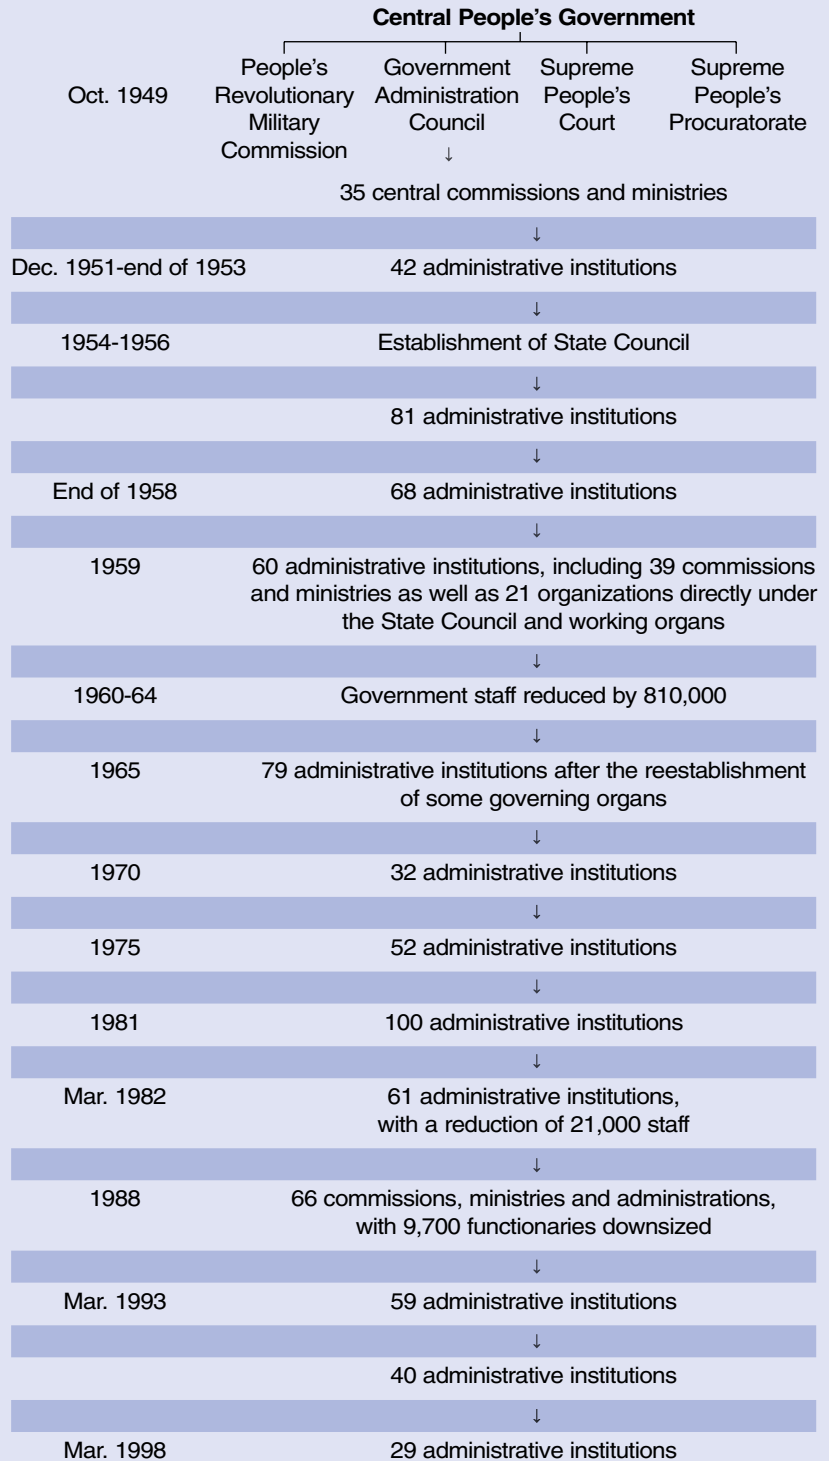 Central People's Government
Oct. 1949
People's
Revolutionary
Military
Commission
Government
Administration
Council
↓
Supreme
People's
Court
Supreme
People's
Procuratorate
35 central commissions and ministries
↓
Dec. 1951-end of 1953 42 administrative institutions
↓
1954-1956 Establishment of State Council
↓
81 administrative institutions
↓
End of 1958 68 administrative institutions
↓
1959 60 administrative institutions, including 39 commissions
and ministries as well as 21 organizations directly under
the State Council and working organs
↓
1960-64 Government staff reduced by 810,000
↓
1965 79 administrative institutions after the reestablishment
of some governing organs
↓
1970 32 administrative institutions
↓
1975 52 administrative institutions
↓
1981 100 administrative institutions
↓
Mar. 1982 61 administrative institutions,
with a reduction of 21,000 staff
↓
1988 66 commissions, ministries and administrations,
with 9,700 functionaries downsized
↓
Mar. 1993 59 administrative institutions
↓
40 administrative institutions
↓
Mar. 1998 29 administrative institutions